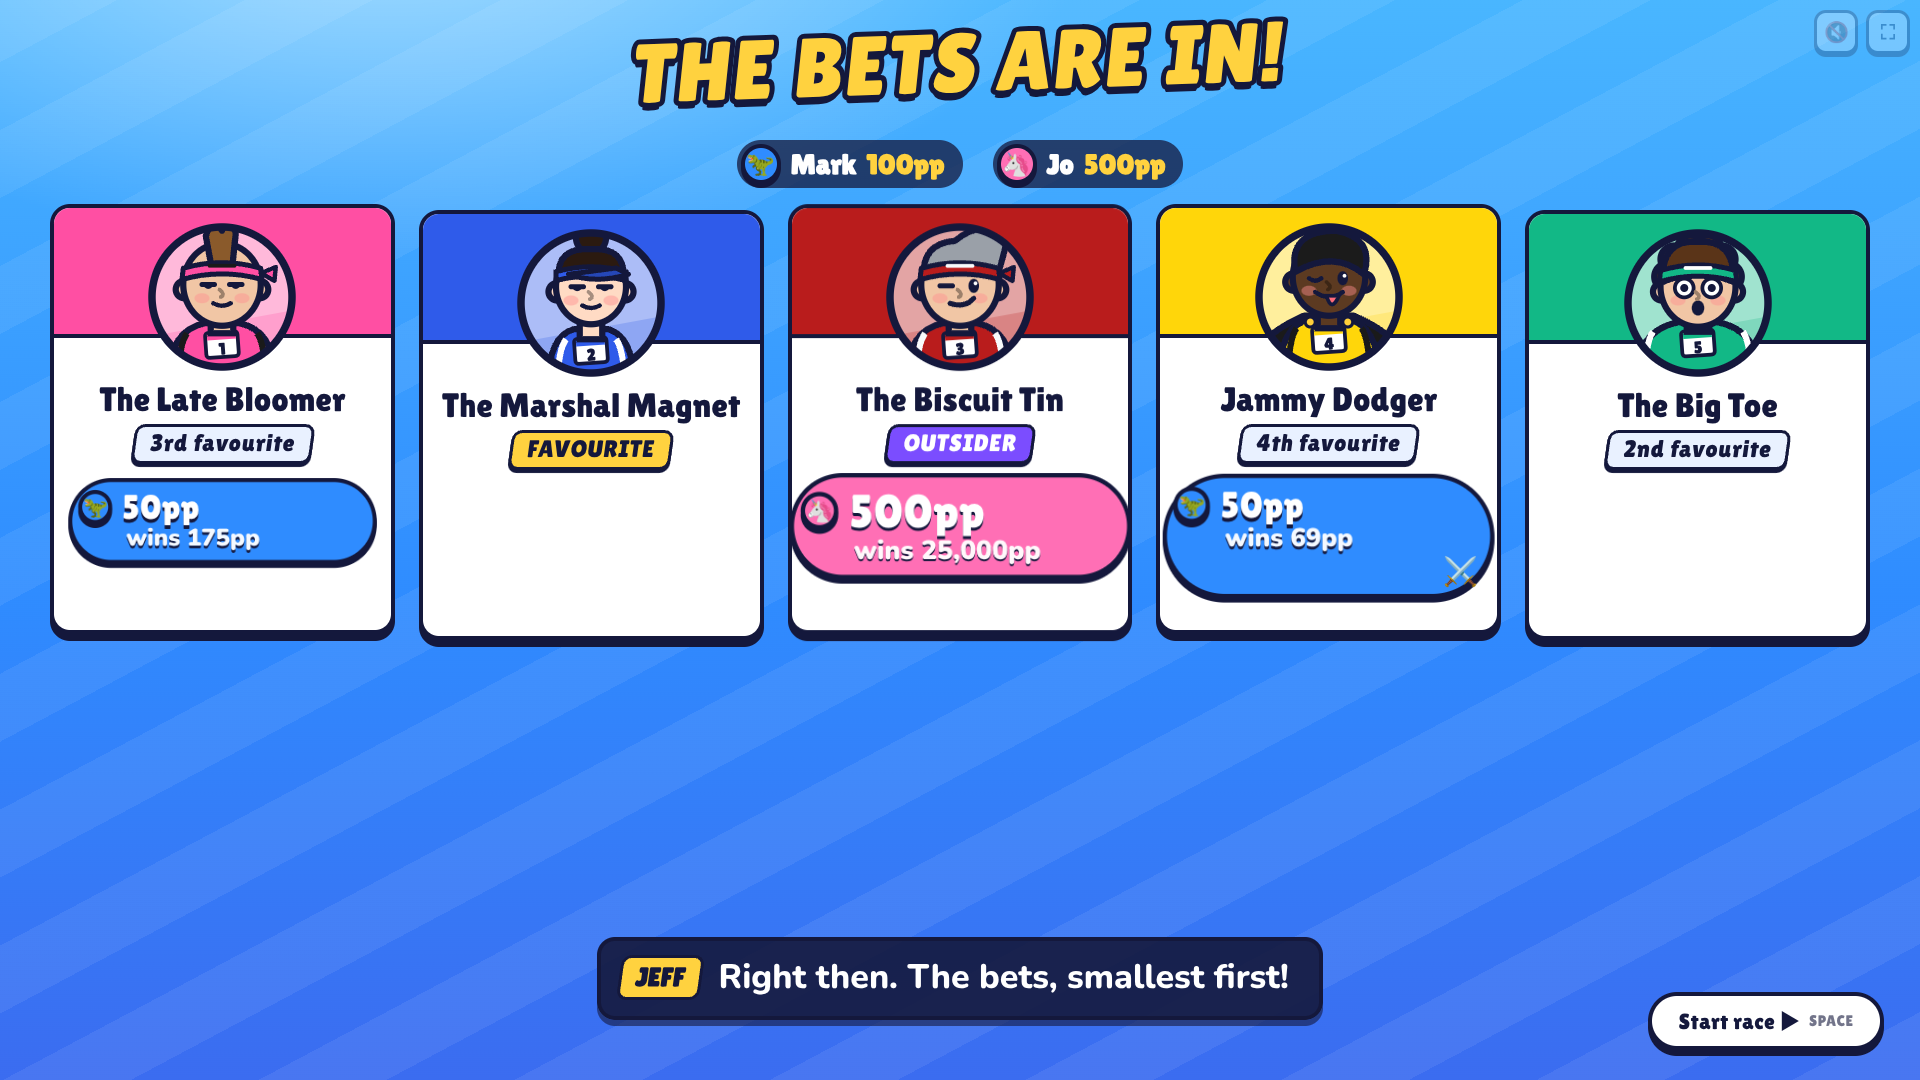 THE BETS ARE IN!
Mark 100pp
Jo 500pp
1
The Late Bloomer
3rd favourite
50pp
wins 175pp
2
The Marshal Magnet
FAVOURITE
3
The Biscuit Tin
OUTSIDER
500pp
wins 25,000pp
4
Jammy Dodger
4th favourite
50pp
wins 69pp
5
The Big Toe
2nd favourite
JEFF Right then. The bets, smallest first!
Start race SPACE